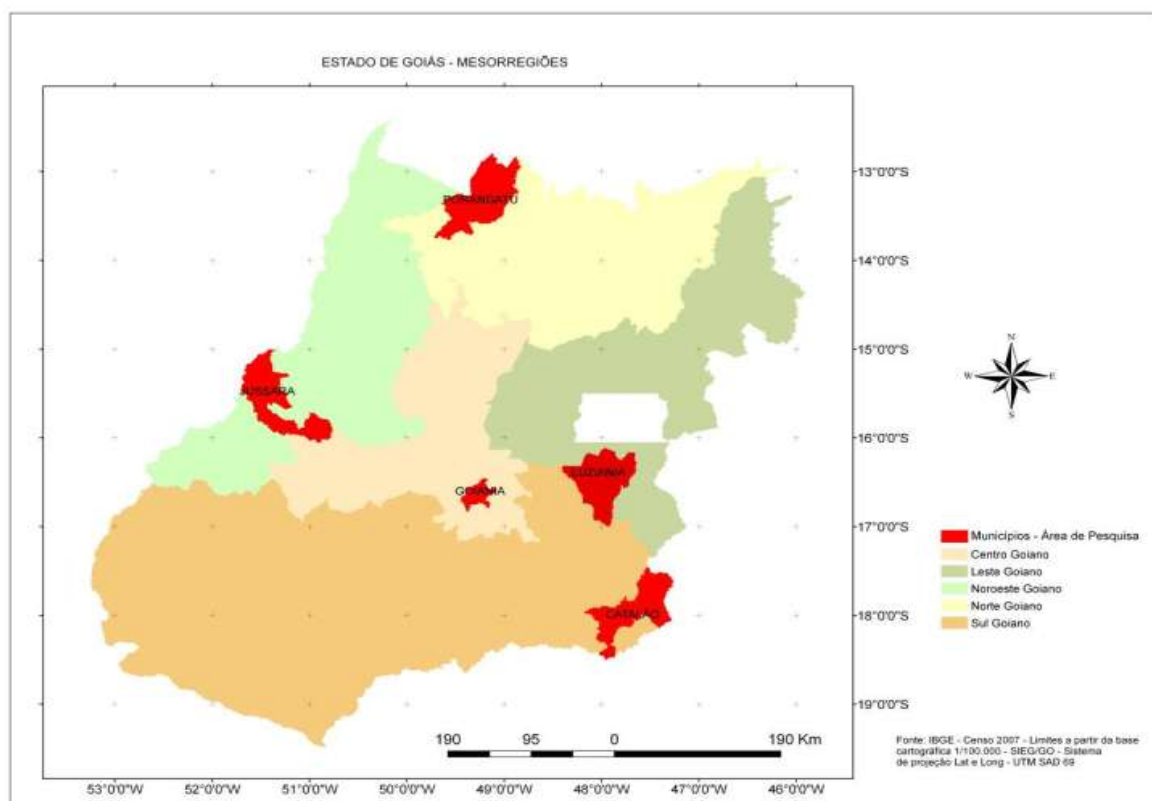 ESTADO DE GOIÁS - MESORREGIÕES
13°0'0"S
PORANGATÚ
14°0'0"S
15°0'0"S
N
W E
S
JUSSARA
16°0'0"S
LUZIANIA
GOIANIA
17°0'0"S
Municípios - Área de Pesquisa
Centro Goiano
Leste Goiano
Noroeste Goiano
Norte Goiano
Sul Goiano
CATALÃO
18°0'0"S
19°0'0"S
190 95 0 190 Km
Fonte: IBGE - Censo 2007 - Limites a partir da base
cartográfica 1/100.000 - SIEG/GO - Sistema
de projeção Lat e Long - UTM SAD 69
53°0'0"W 52°0'0"W 51°0'0"W 50°0'0"W 49°0'0"W 48°0'0"W 47°0'0"W 46°0'0"W